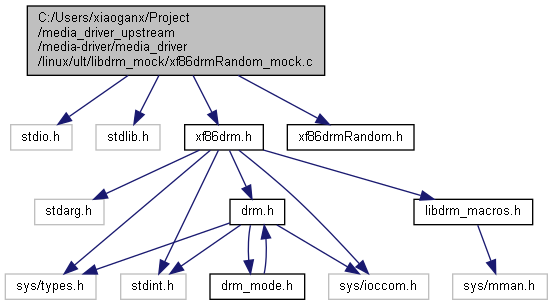 C:/Users/xiaoganx/Project
/media_driver_upstream
/media-driver/media_driver
/linux/ult/libdrm_mock/xf86drmRandom_mock.c
stdio.h
stdlib.h
xf86drm.h
xf86drmRandom.h
stdarg.h
drm.h
libdrm_macros.h
sys/types.h
stdint.h
drm_mode.h
sys/ioccom.h
sys/mman.h